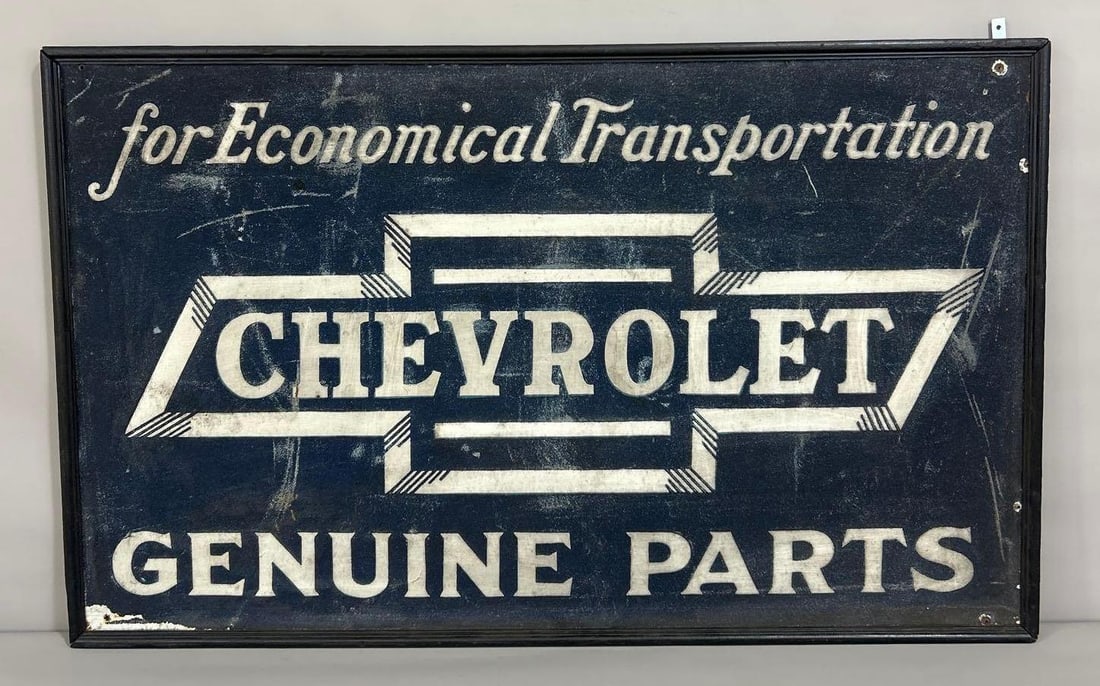 for Economical Transportation
CHEVROLET
GENUINE PARTS